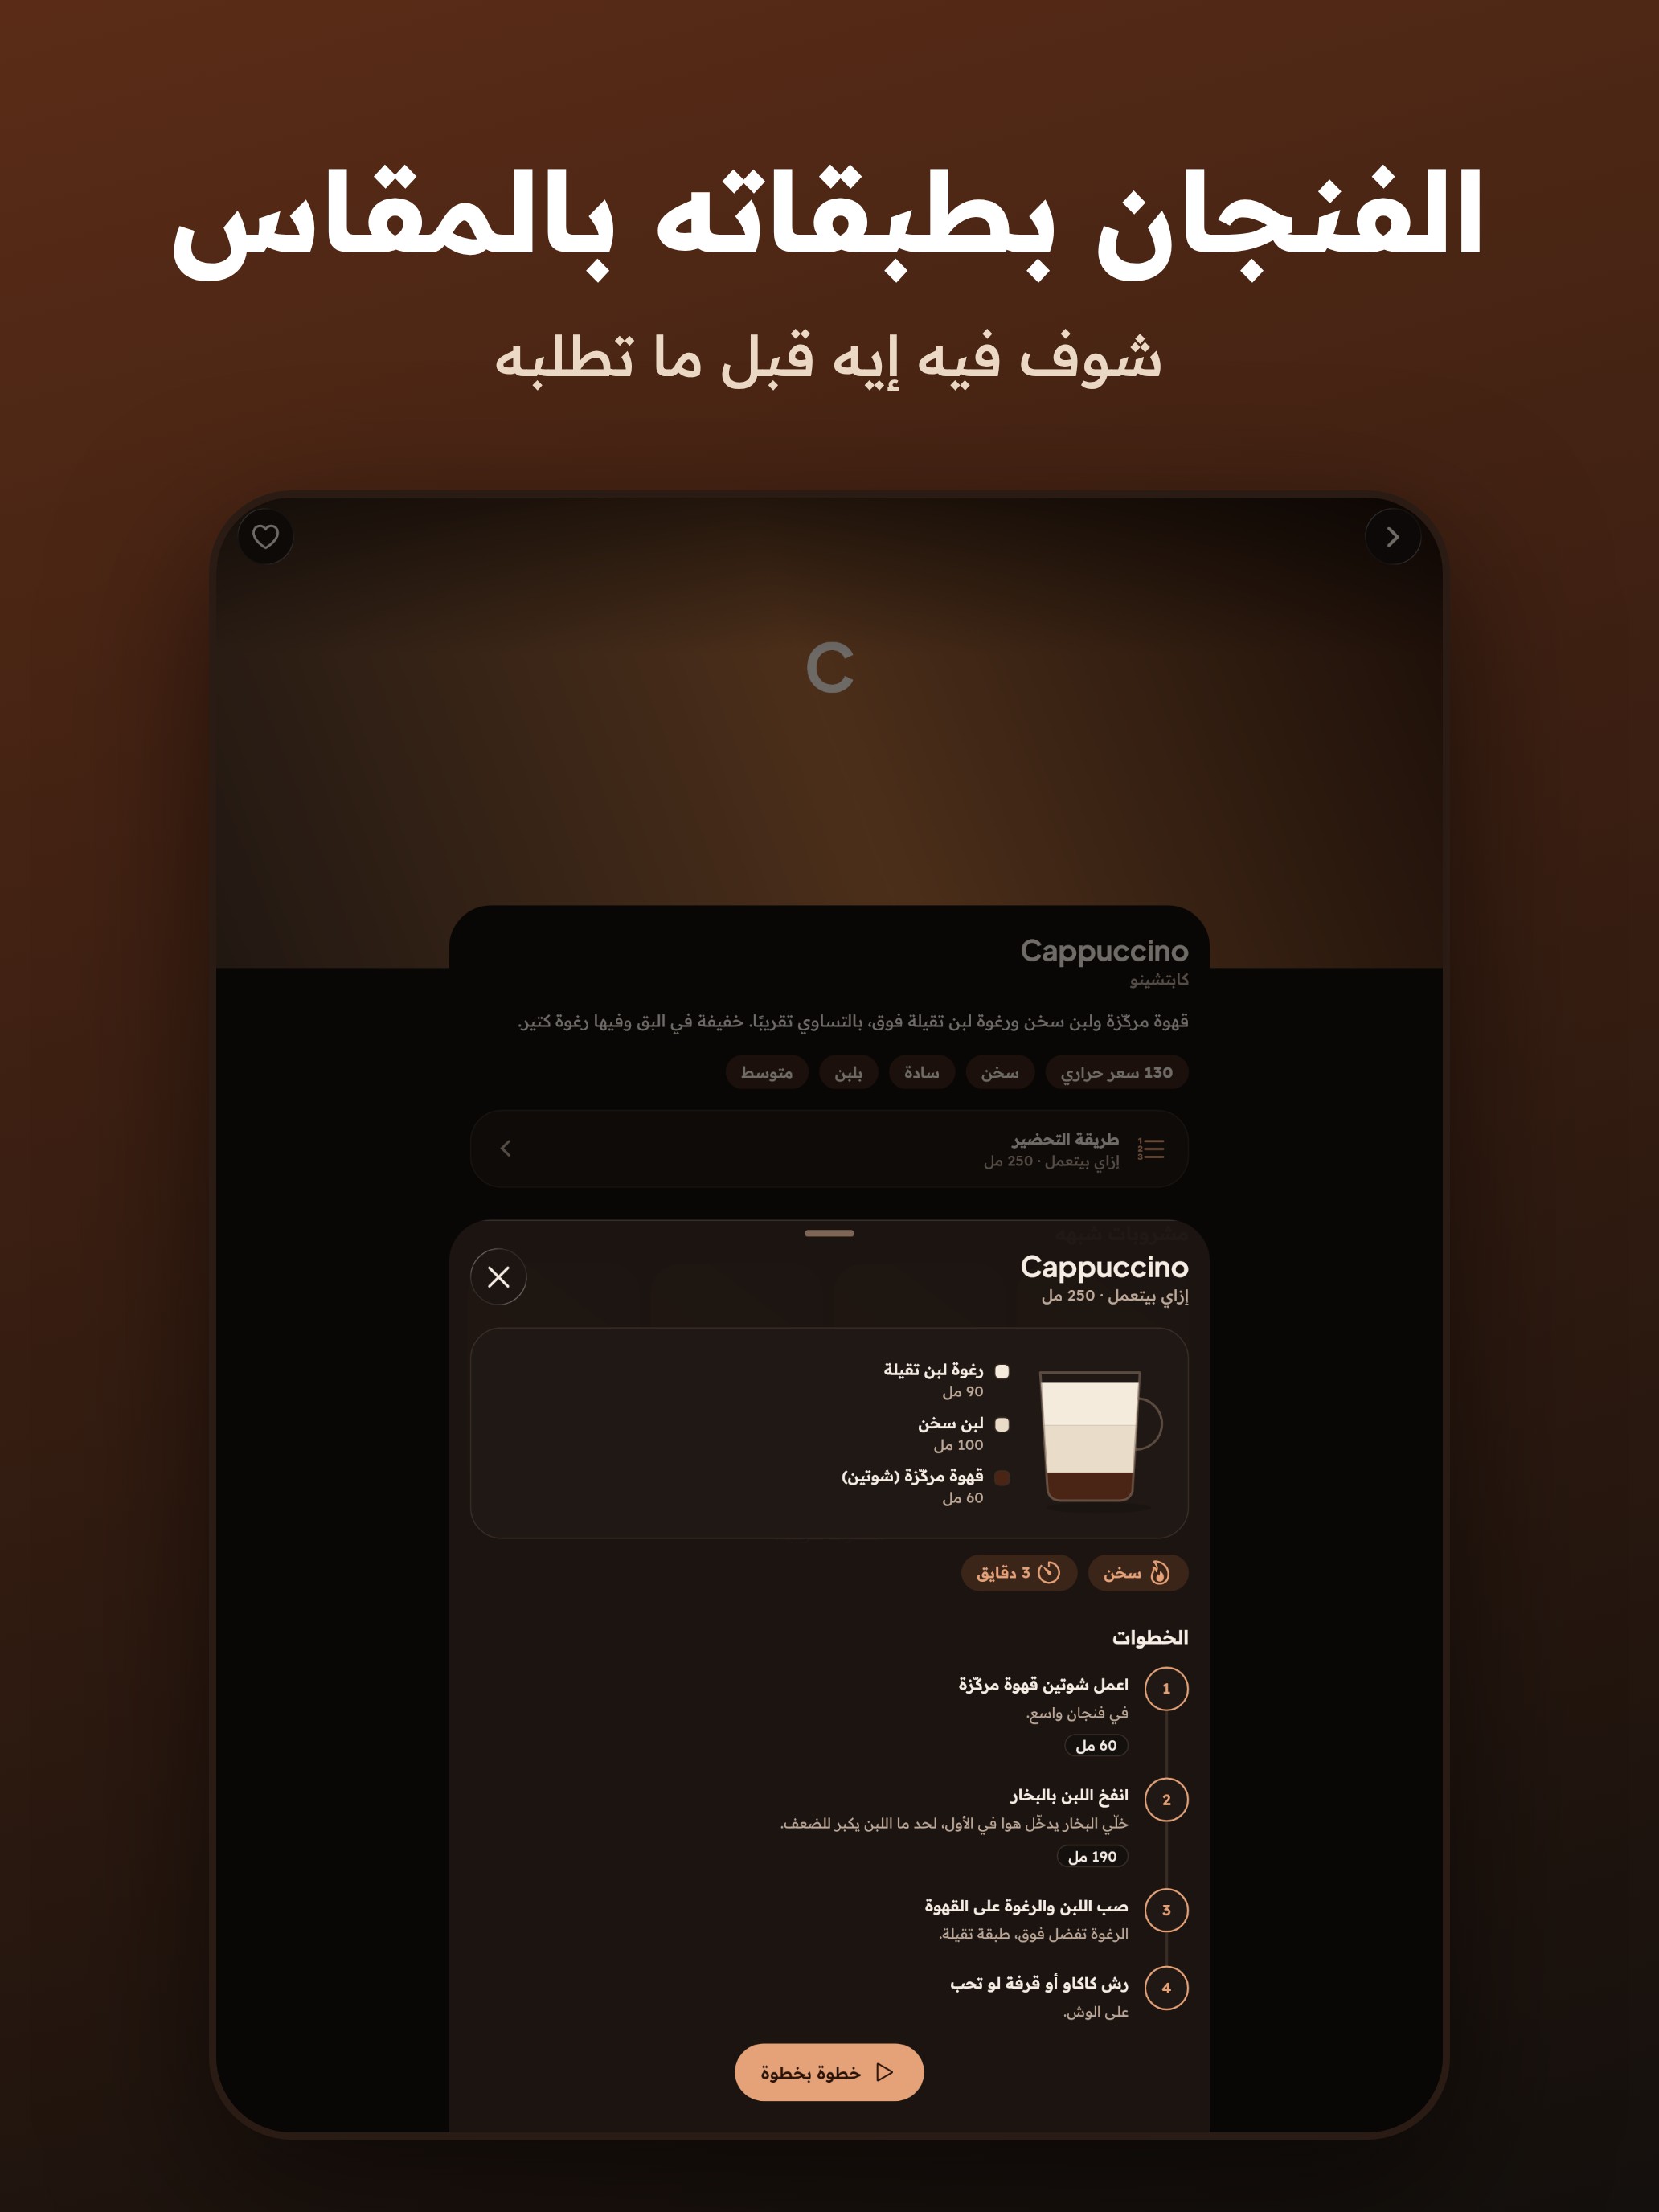 الفنجان بطبقاته بالمقاس
شوف فيه إيه قبل ما تطلبه
C
Cappuccino
كابتشينو
قهوة مركّزة ولبن سخن ورغوة لبن تقيلة فوق، بالتساوي تقريبًا. خفيفة في البق وفيها رغوة كتير.
130 سعر حراري
سخن
سادة
بلبن
متوسط
طريقة التحضير
إزاي بيتعمل · 250 مل
مشروبات شبهه
Cappuccino
إزاي بيتعمل · 250 مل
رغوة لبن تقيلة
90 مل
لبن سخن
100 مل
قهوة مركّزة (شوتين)
60 مل
سخن
3 دقايق
الخطوات
1
اعمل شوتين قهوة مركّزة
في فنجان واسع.
60 مل
2
انفخ اللبن بالبخار
خلّي البخار يدخّل هوا في الأول، لحد ما اللبن يكبر للضعف.
190 مل
3
صب اللبن والرغوة على القهوة
الرغوة تفضل فوق، طبقة تقيلة.
4
رش كاكاو أو قرفة لو تحب
على الوش.
خطوة بخطوة